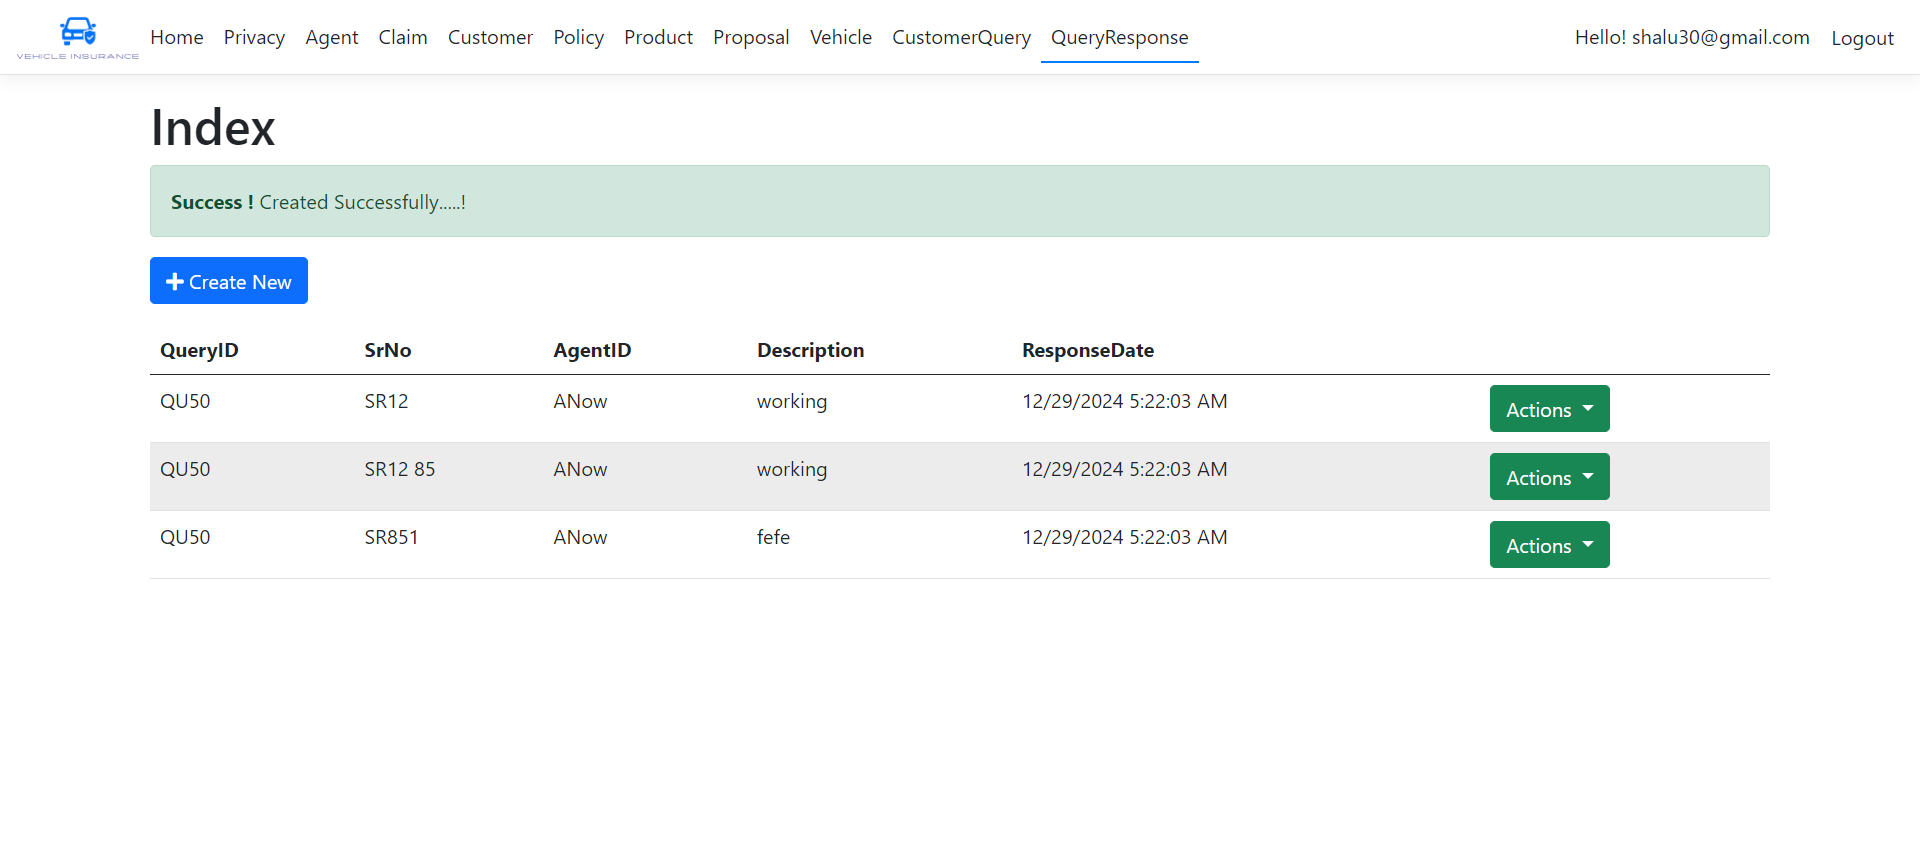 VEHICLE INSURANCE
Home Privacy Agent Claim Customer Policy Product Proposal Vehicle CustomerQuery QueryResponse Hello! shalu30@gmail.com Logout
Index
Success ! Created Successfully.....!
Create New
QueryID SrNo AgentID Description ResponseDate
QU50 SR12 ANow working 12/29/2024 5:22:03 AM Actions
QU50 SR12 85 ANow working 12/29/2024 5:22:03 AM Actions
QU50 SR851 ANow fefe 12/29/2024 5:22:03 AM Actions